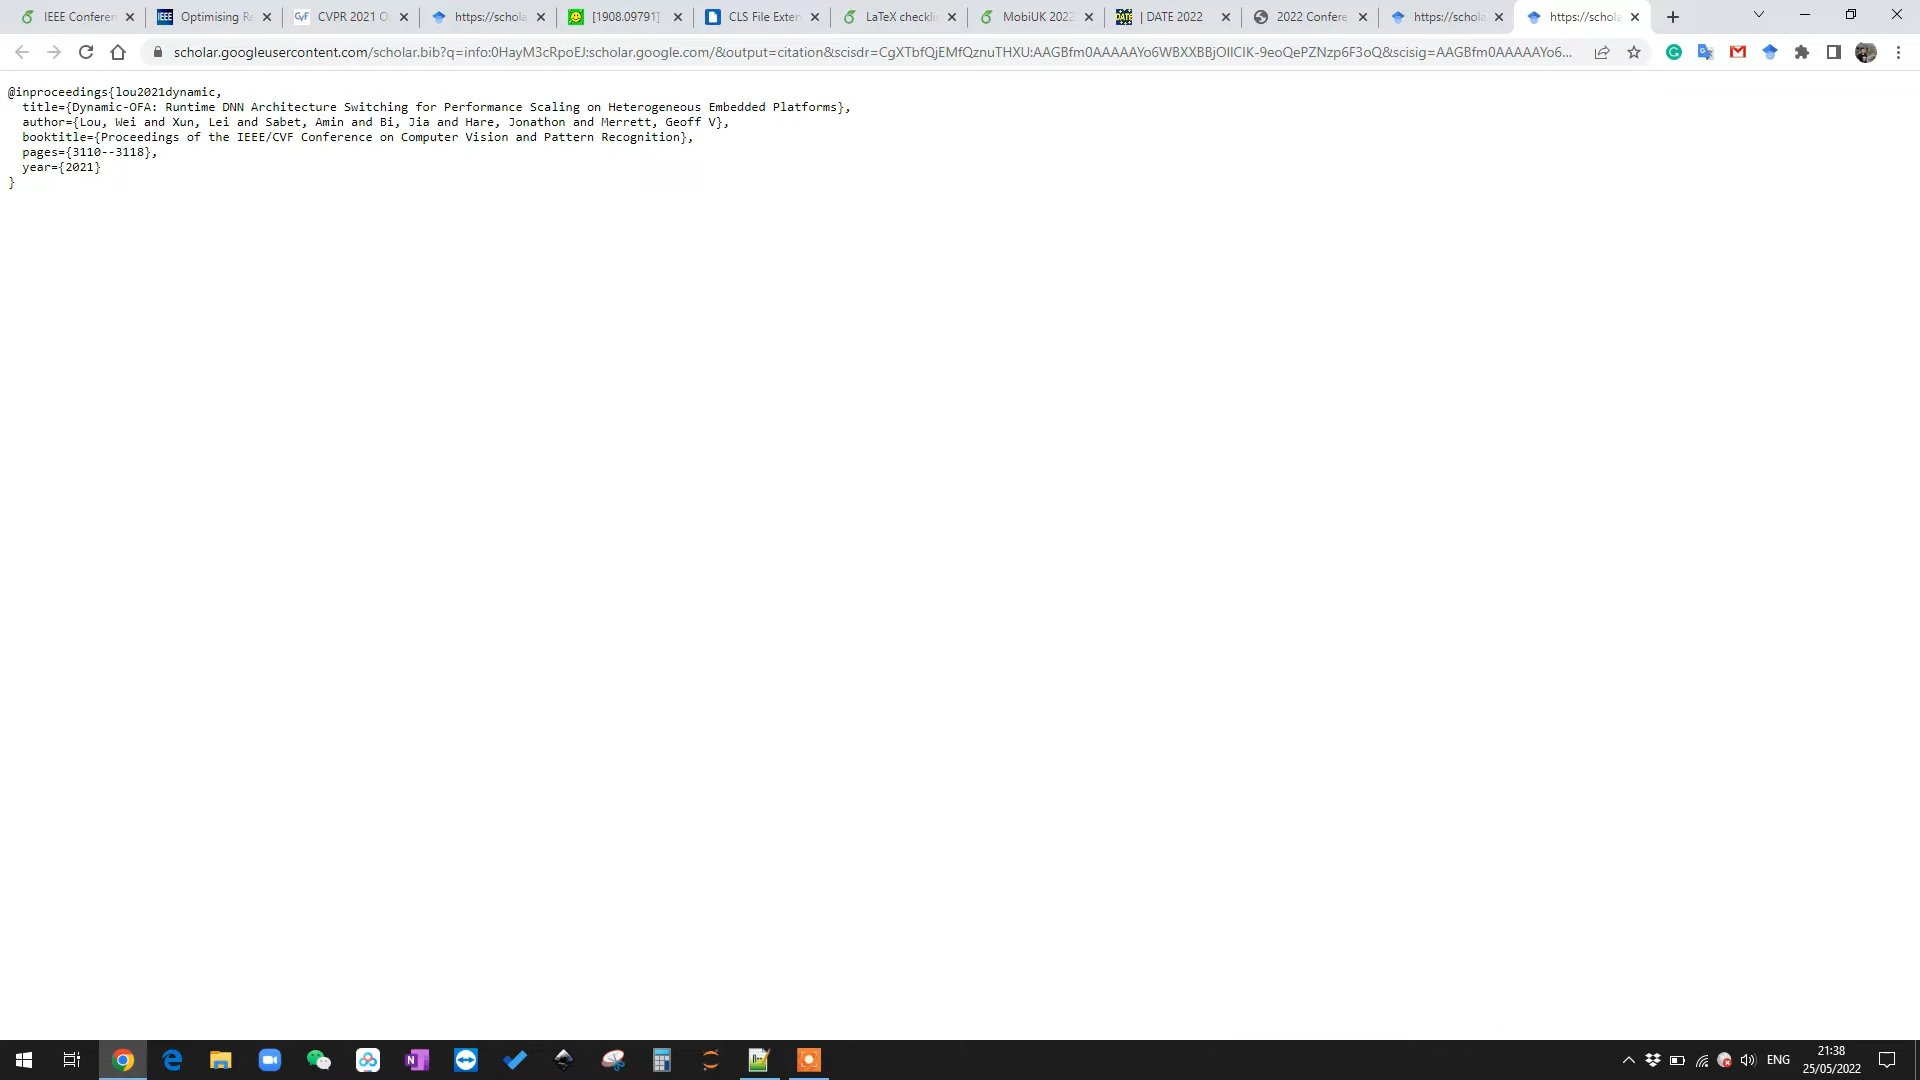 IEEE Conferen
Optimising R
CVPR 2021 O
https://schola
[1908.09791]
CLS File Exten
LaTeX checkli
MobiUK 2022
| DATE 2022
2022 Confere
https://schola
https://schola
scholar.googleusercontent.com/scholar.bib?q=info:0HayM3cRpoEJ:scholar.google.com/&output=citation&scisdr=CgXTbfQjEMfQznuTHXU:AAGBfm0AAAAAYo6WBXXBBjOIICIK-9eoQePZNzp6F3oQ&scisig=AAGBfm0AAAAAYo6...
@inproceedings{lou2021dynamic,
title={Dynamic-OFA: Runtime DNN Architecture Switching for Performance Scaling on Heterogeneous Embedded Platforms},
author={Lou, Wei and Xun, Lei and Sabet, Amin and Bi, Jia and Hare, Jonathon and Merrett, Geoff V},
booktitle={Proceedings of the IEEE/CVF Conference on Computer Vision and Pattern Recognition},
pages={3110--3118},
year={2021}
}
ENG
21:38
25/05/2022